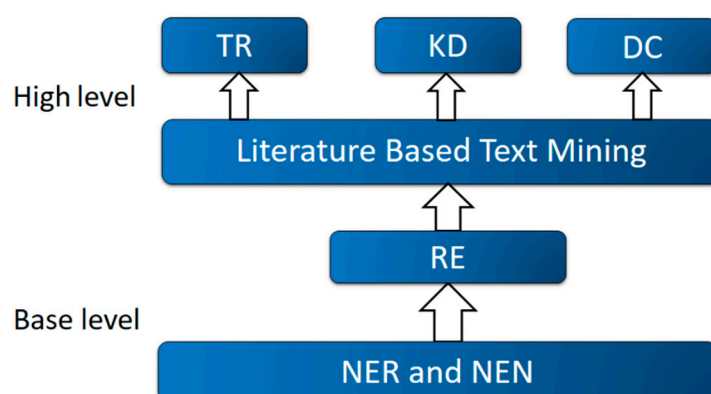 TR
KD
DC
High level
Literature Based Text Mining
RE
Base level
NER and NEN